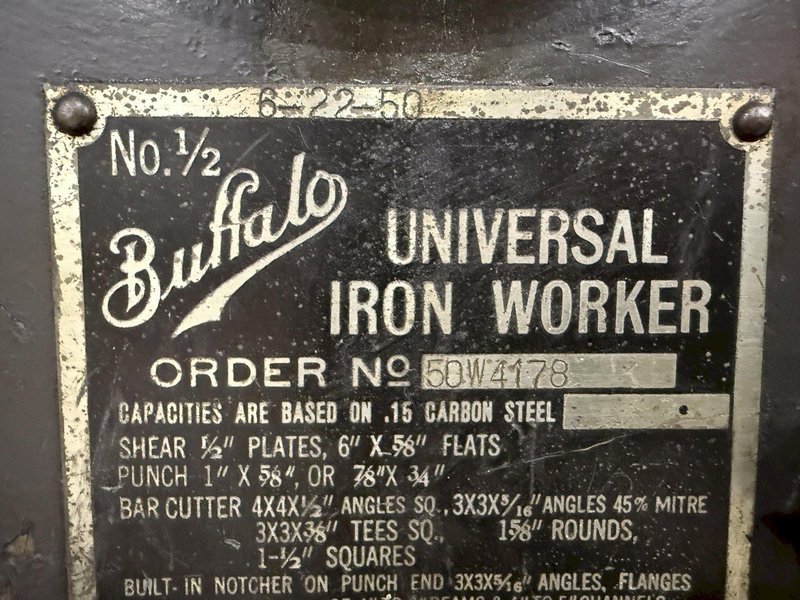 6-22-50
No. 1/2
Buffalo
UNIVERSAL
IRON WORKER
ORDER No 50W4178
CAPACITIES ARE BASED ON .15 CARBON STEEL
SHEAR 1/2" PLATES, 6" X 5/8" FLATS
PUNCH 1" X 5/8", OR 7/8" X 3/4"
BAR CUTTER 4X4X1/2" ANGLES SQ., 3X3X5/16" ANGLES 45% MITRE
3X3X3/8" TEES SQ., 1 5/8" ROUNDS,
1-1/2" SQUARES
BUILT-IN NOTCHER ON PUNCH END 3X3X5/16" ANGLES, FLANGES